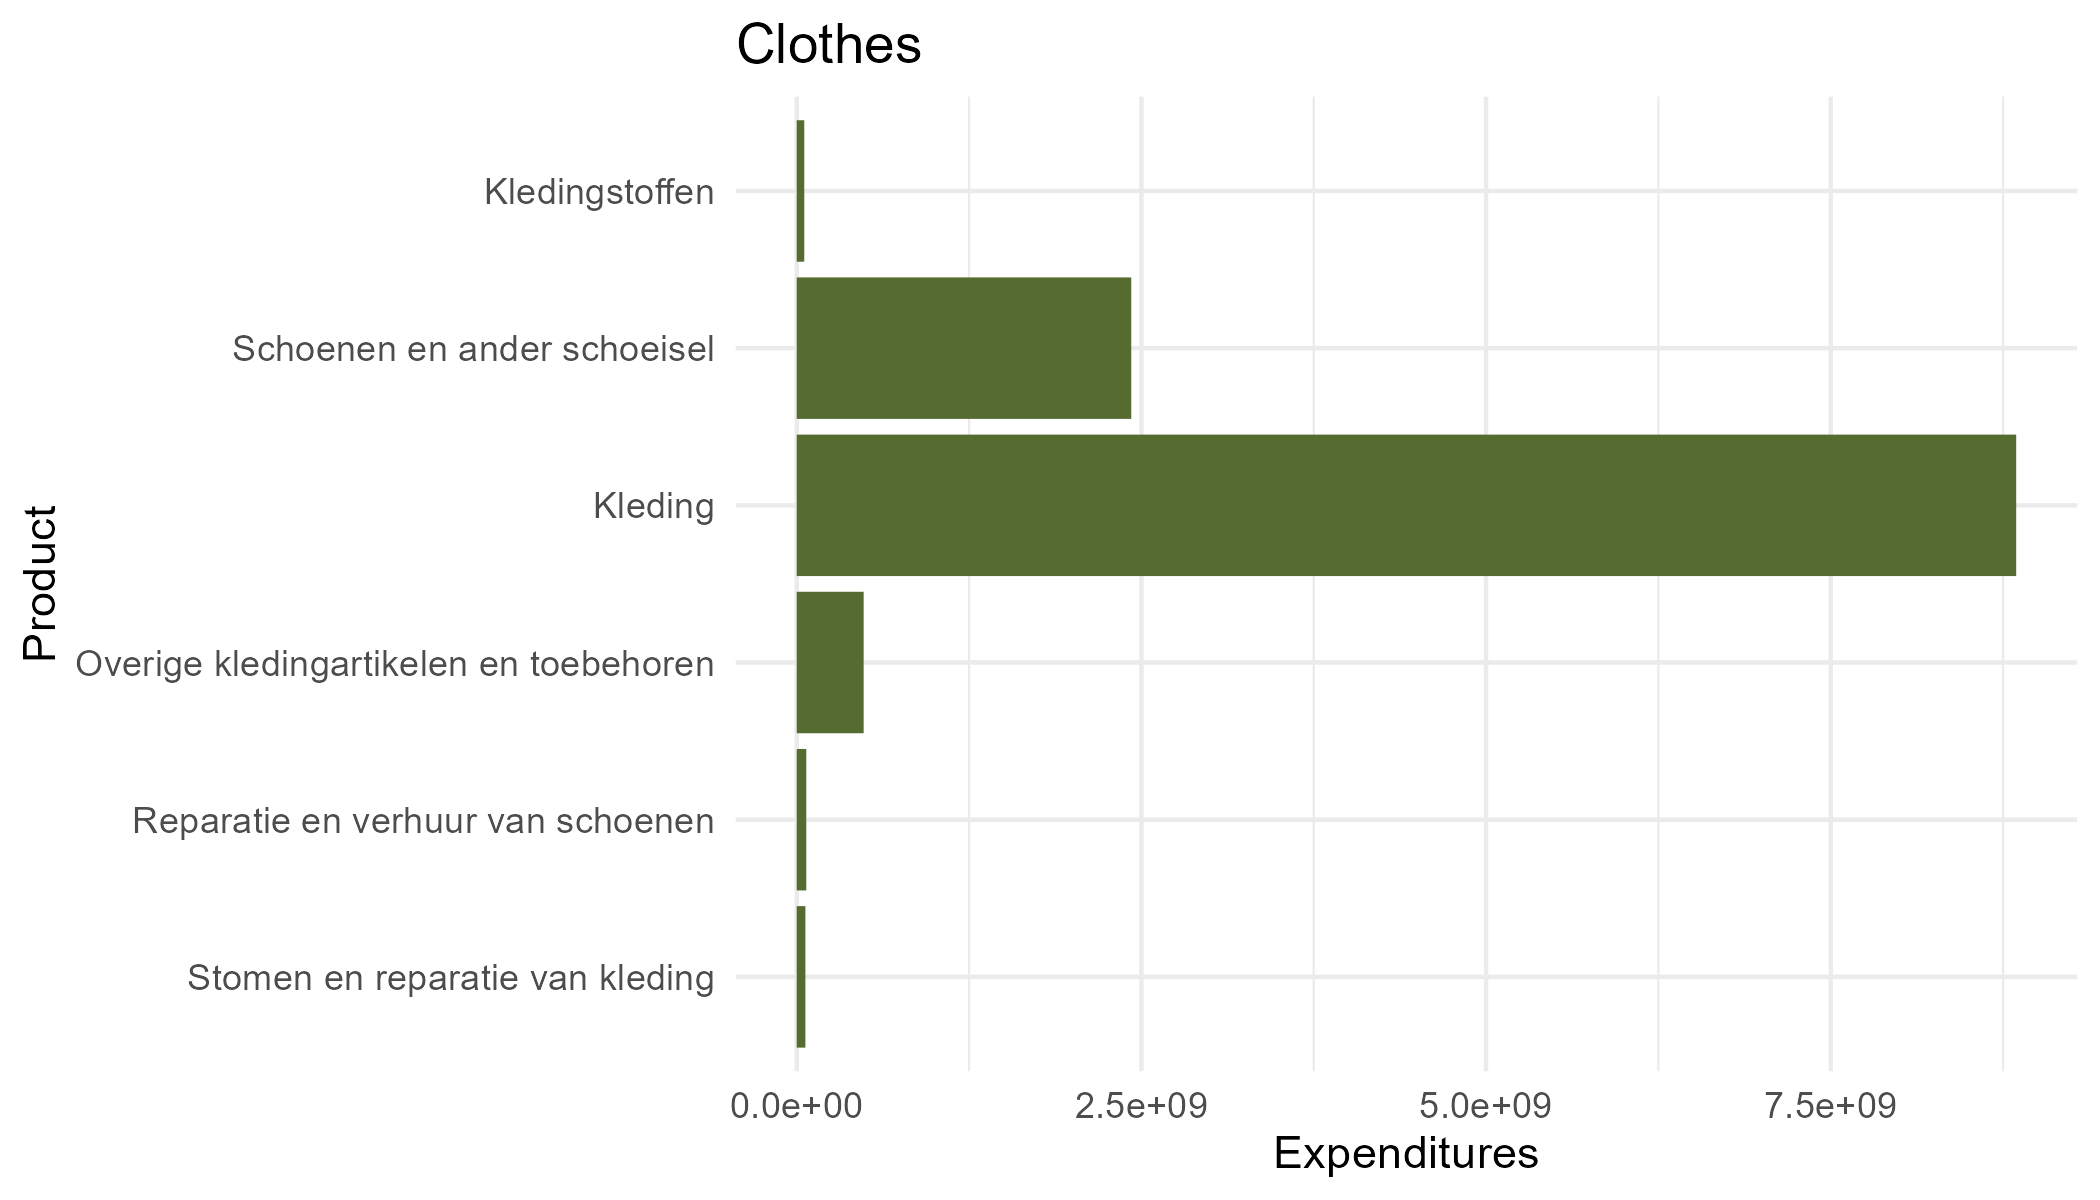 Clothes
Product
Kledingstoffen
Schoenen en ander schoeisel
Kleding
Overige kledingartikelen en toebehoren
Reparatie en verhuur van schoenen
Stomen en reparatie van kleding
0.0e+00 2.5e+09 5.0e+09 7.5e+09
Expenditures